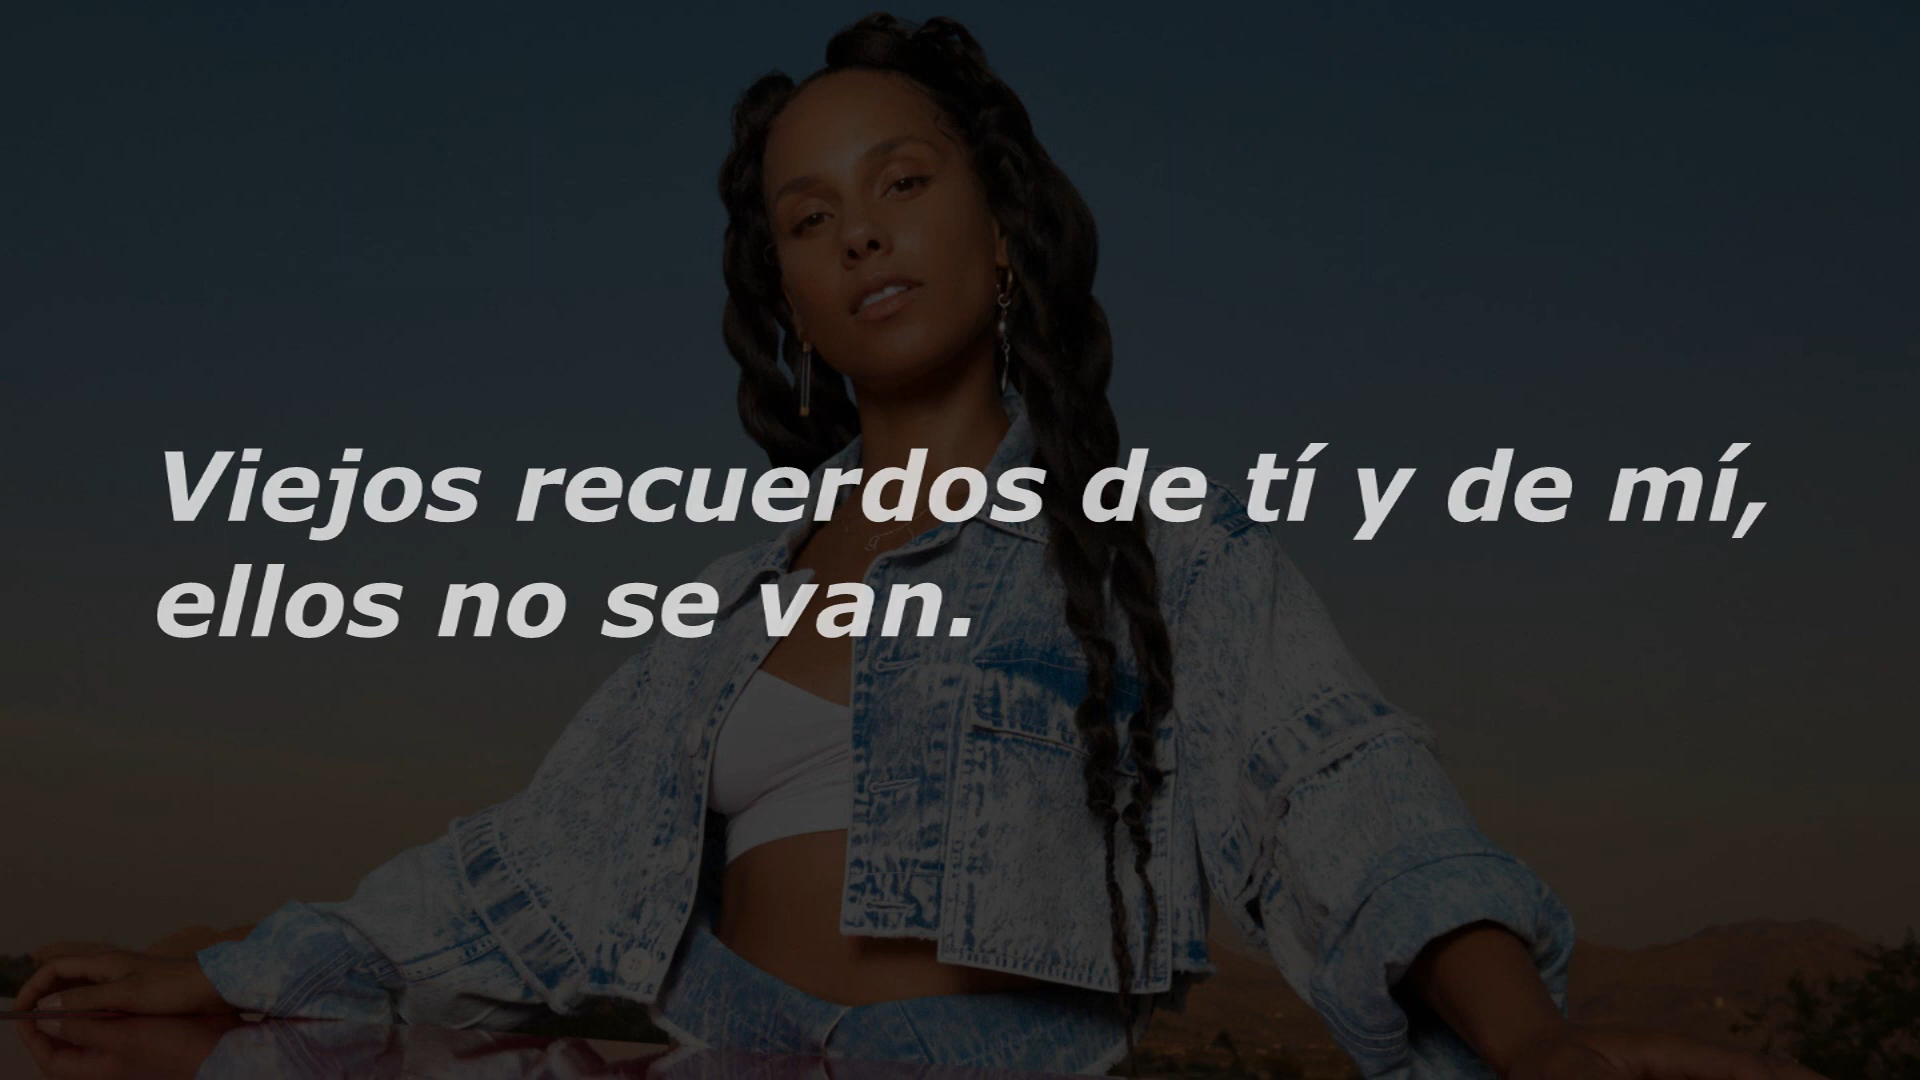 Viejos recuerdos de tí y de mí,
ellos no se van.